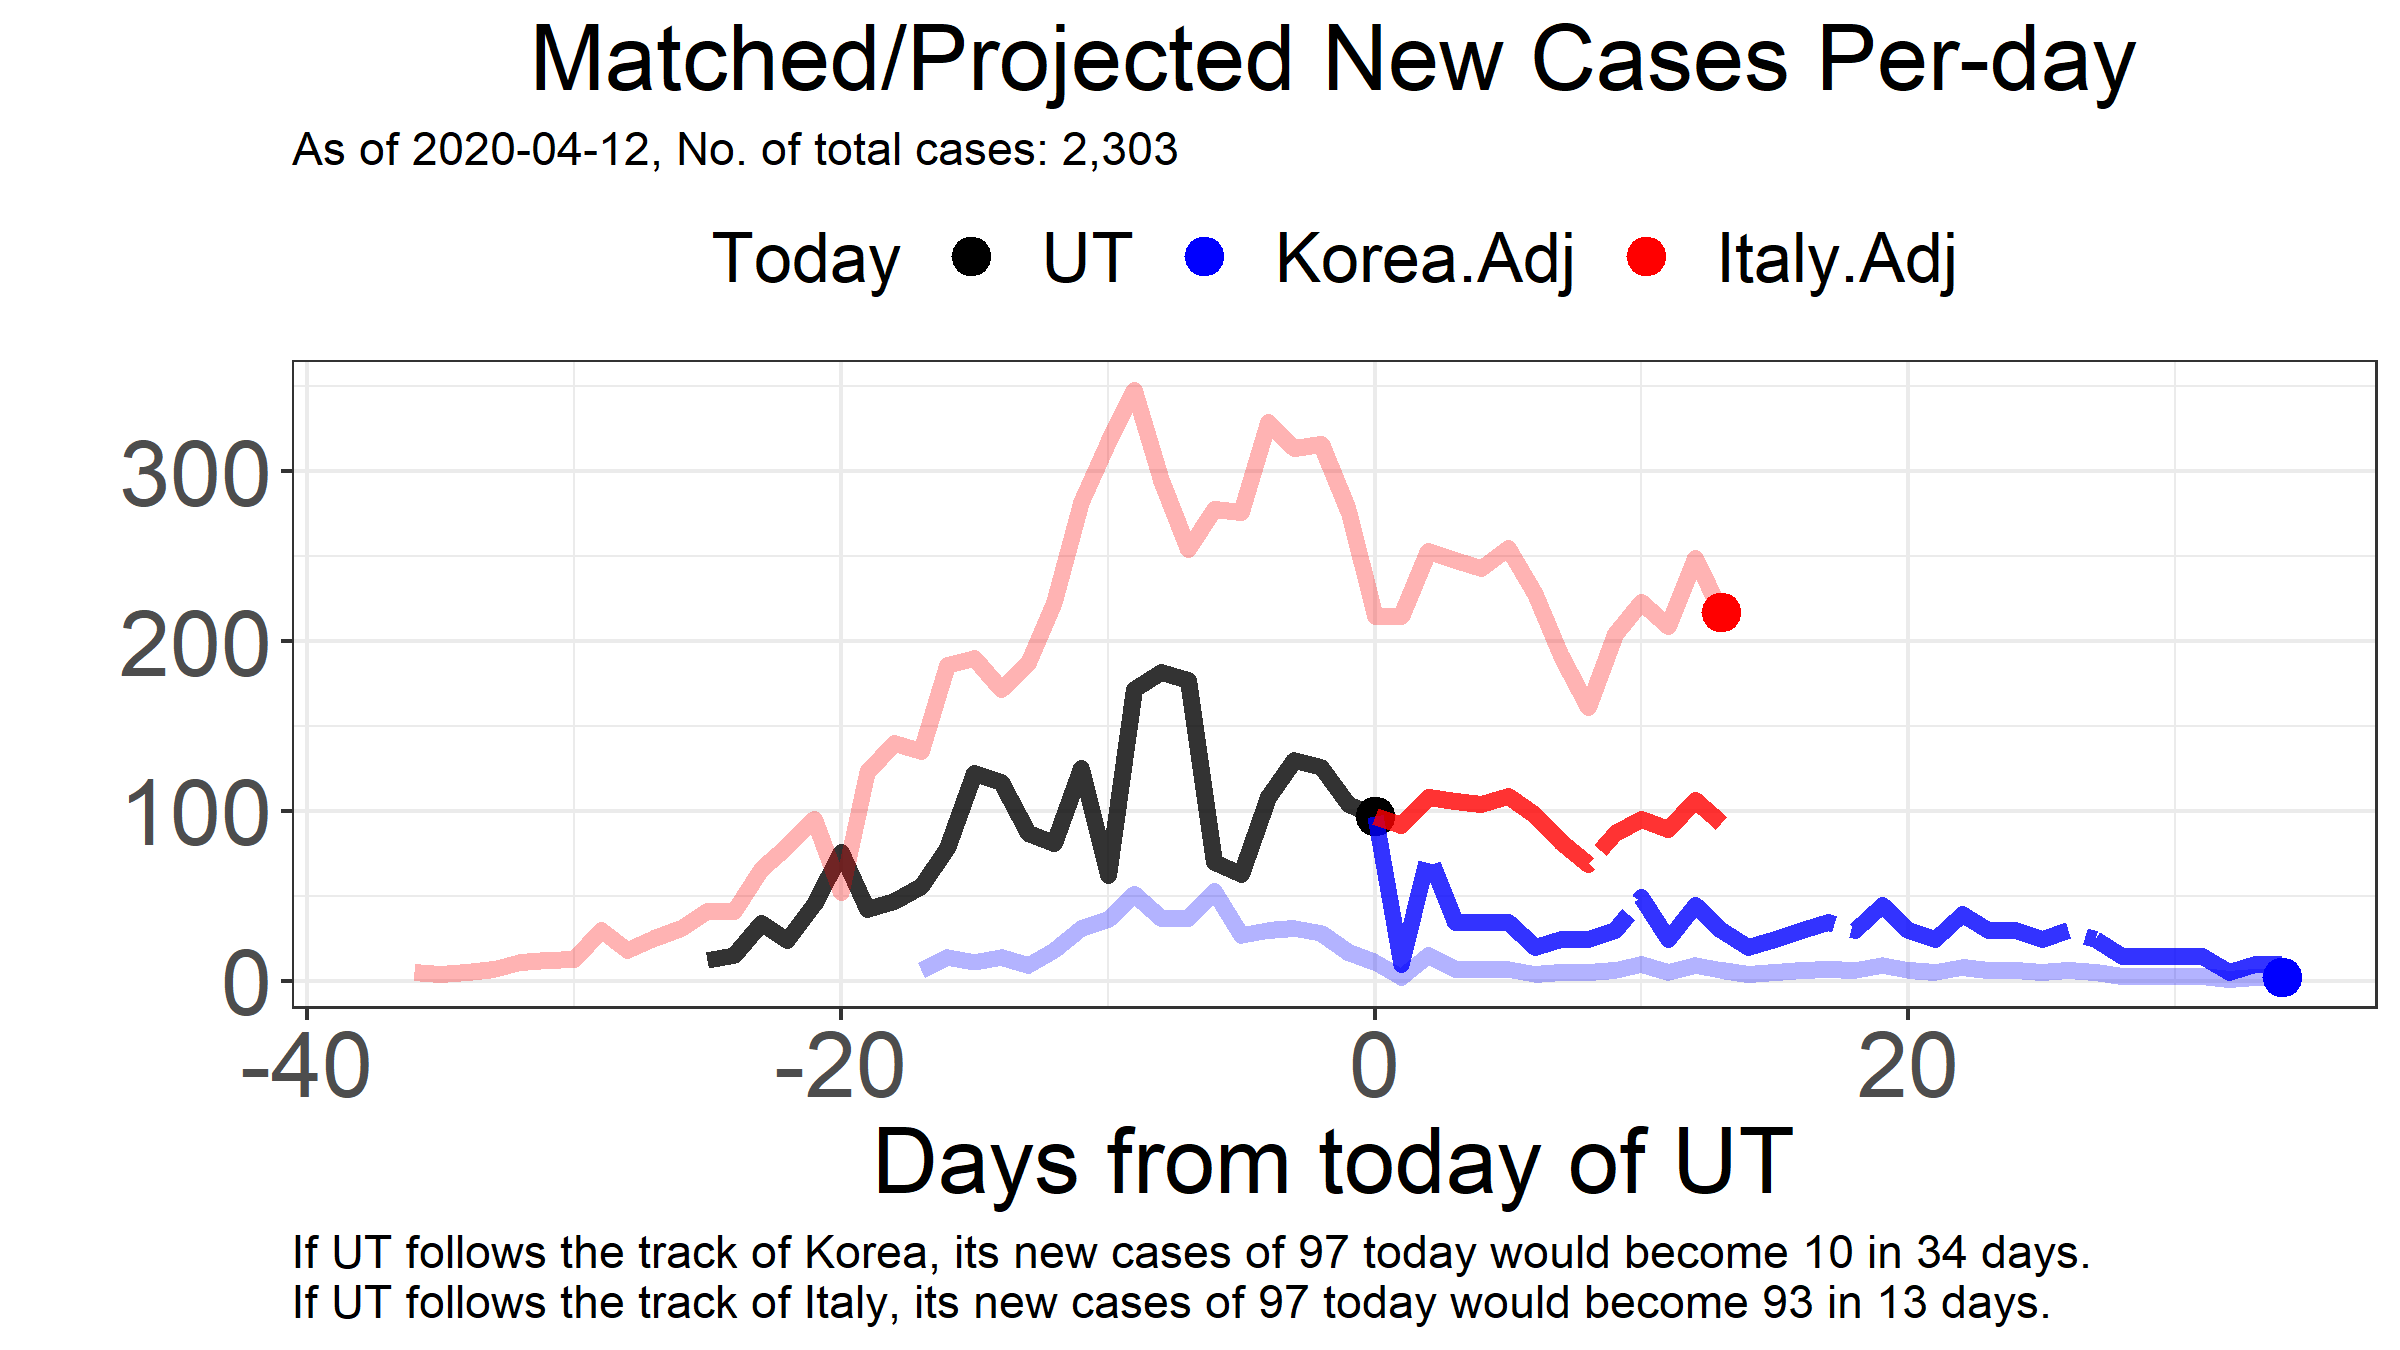 Matched/Projected New Cases Per-day
As of 2020-04-12, No. of total cases: 2,303
Today UT Korea.Adj Italy.Adj
300
200
100
0
-40 -20 0 20
Days from today of UT
If UT follows the track of Korea, its new cases of 97 today would become 10 in 34 days.
If UT follows the track of Italy, its new cases of 97 today would become 93 in 13 days.